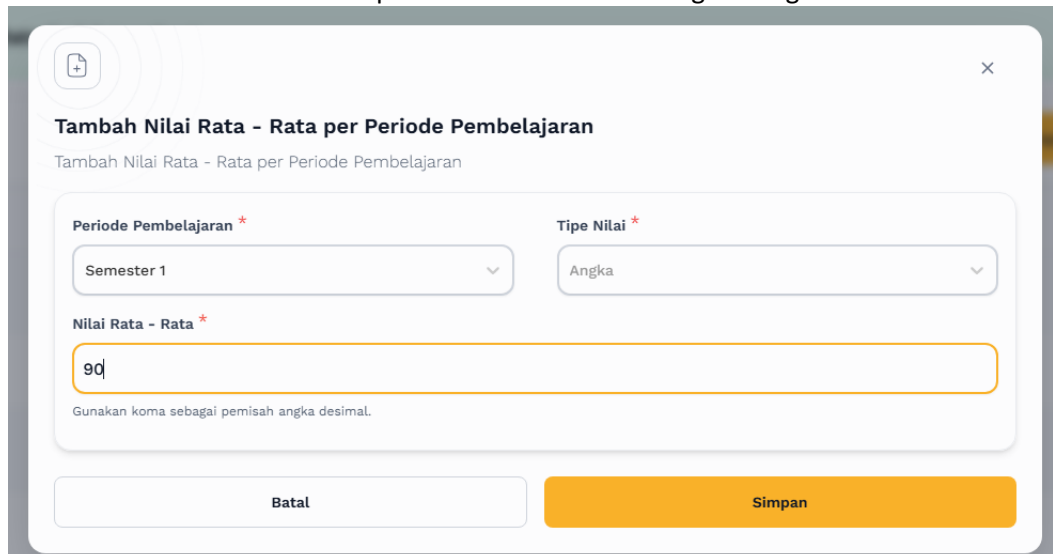 Tambah Nilai Rata - Rata per Periode Pembelajaran
Tambah Nilai Rata - Rata per Periode Pembelajaran
Periode Pembelajaran *
Tipe Nilai *
Semester 1
Angka
Nilai Rata - Rata *
90
Gunakan koma sebagai pemisah angka desimal.
Batal
Simpan